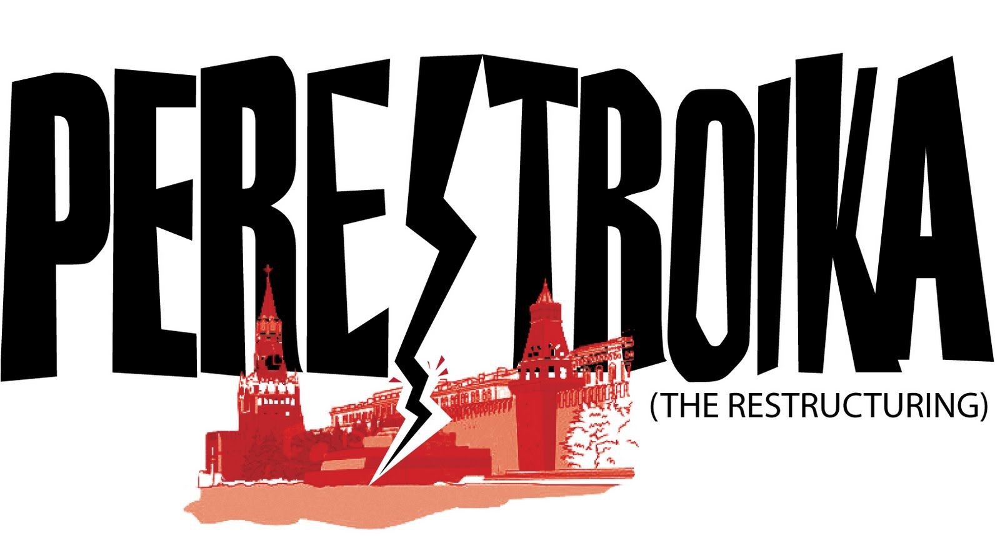 PERESTROIKA
(THE RESTRUCTURING)